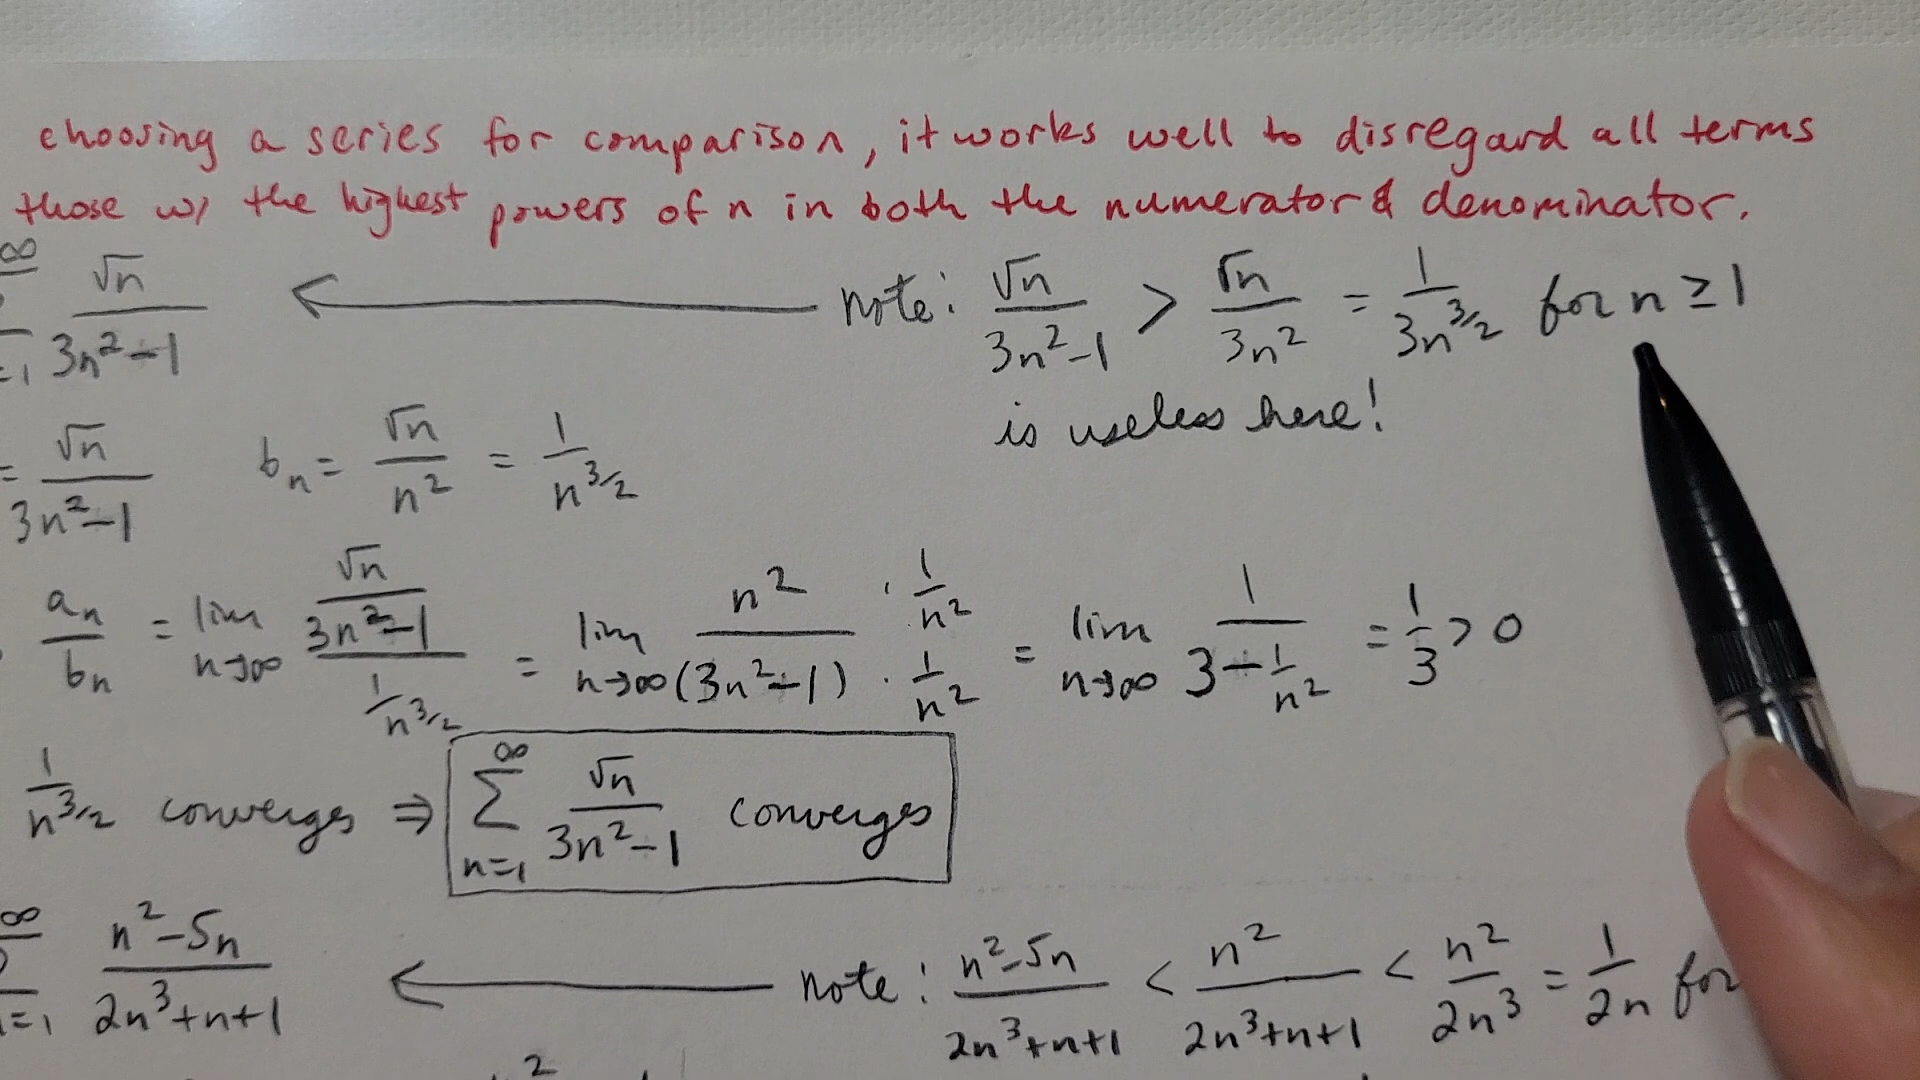 choosing a series for comparison, it works well to disregard all terms
those w/ the highest powers of n in both the numerator & denominator.
∞ √n / (3n² - 1) ← note: √n / (3n² - 1) > √n / 3n² = 1 / 3n^(3/2) for n ≥ 1
=1
is useless here!
= √n / (3n² - 1) bₙ = √n / n² = 1 / n^(3/2)
aₙ / bₙ = lim n→∞ (√n / (3n² - 1)) / (1 / n^(3/2)) = lim n→∞ n² / (3n² - 1) · (1/n²) / (1/n²) = lim n→∞ 1 / (3 - 1/n²) = 1/3 > 0
1 / n^(3/2) converges ⇒ ∑ n=1 ∞ √n / (3n² - 1) converges
∞ (n² - 5n) / (2n³ + n + 1) ← note: (n² - 5n) / (2n³ + n + 1) < n² / (2n³ + n + 1) < n² / 2n³ = 1 / 2n for
=1